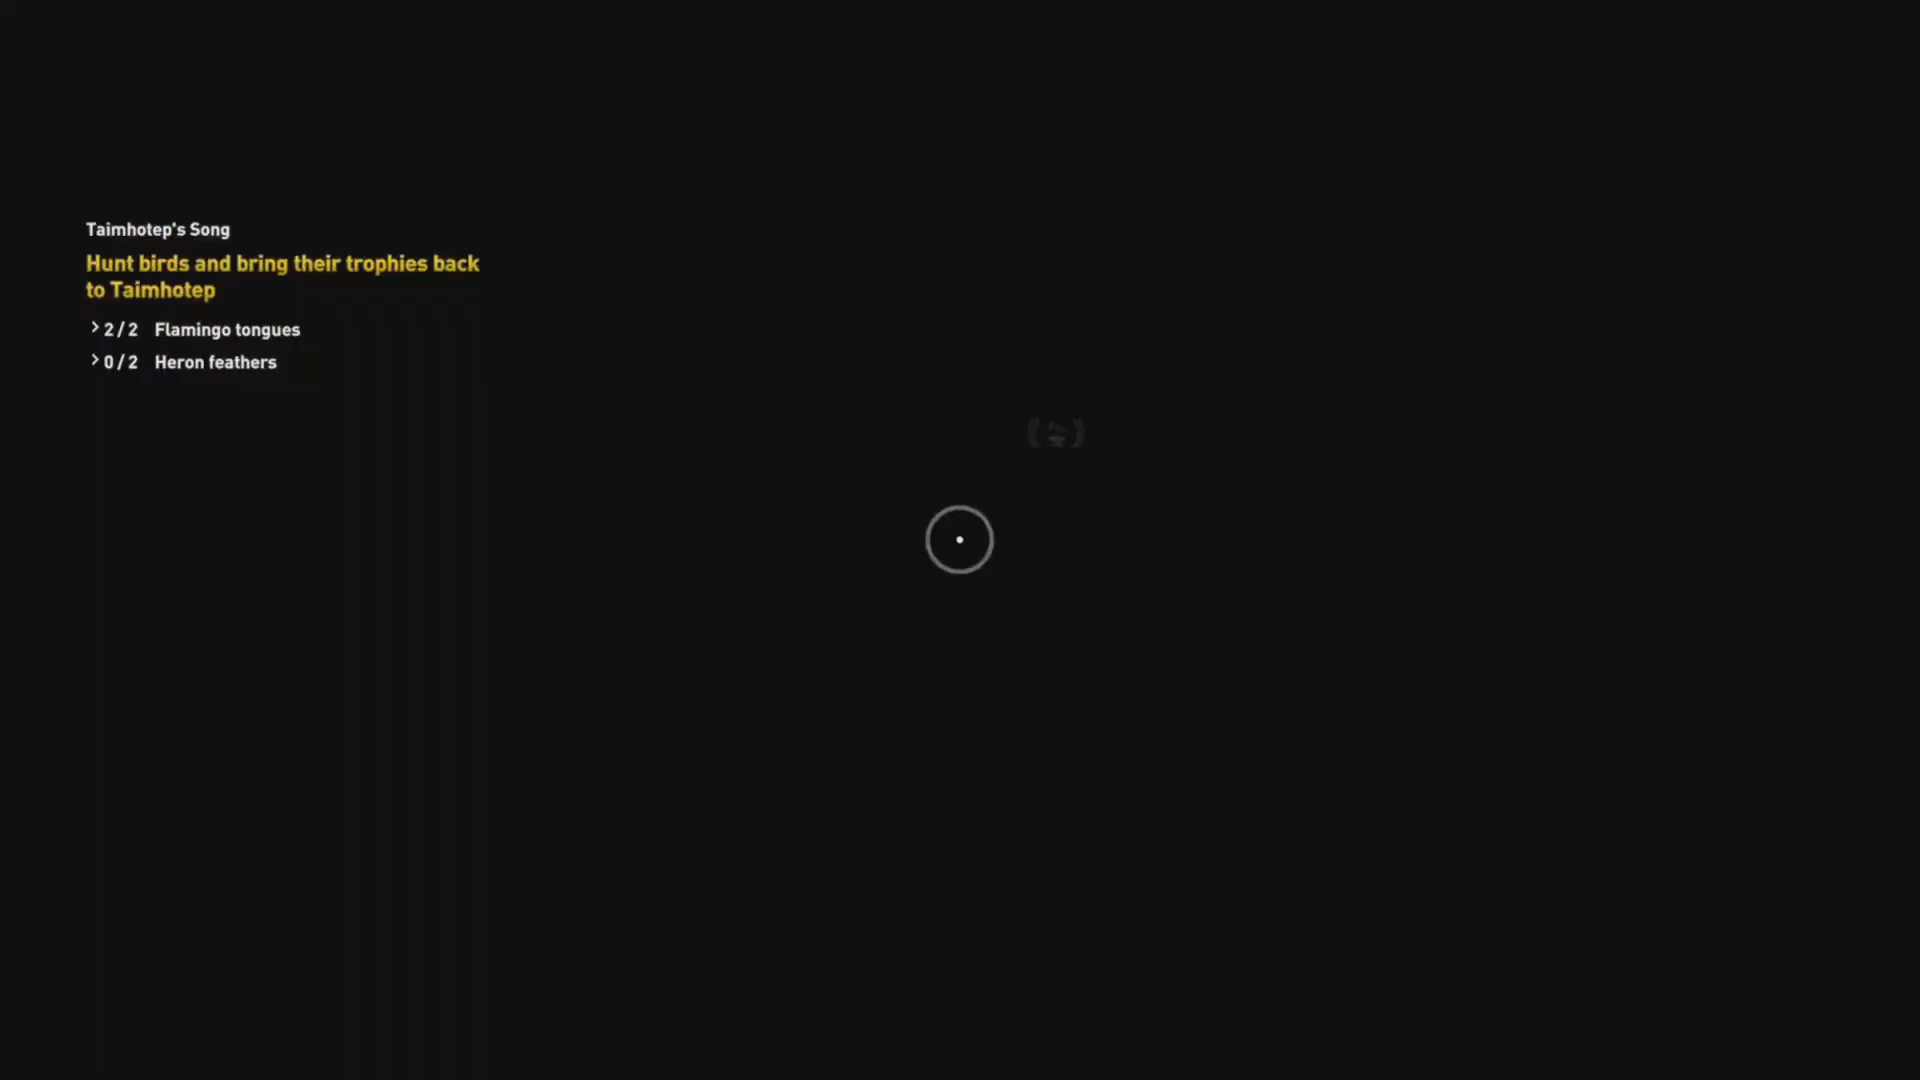 Taimhotep's Song
Hunt birds and bring their trophies back
to Taimhotep
> 2 / 2 Flamingo tongues
> 0 / 2 Heron feathers